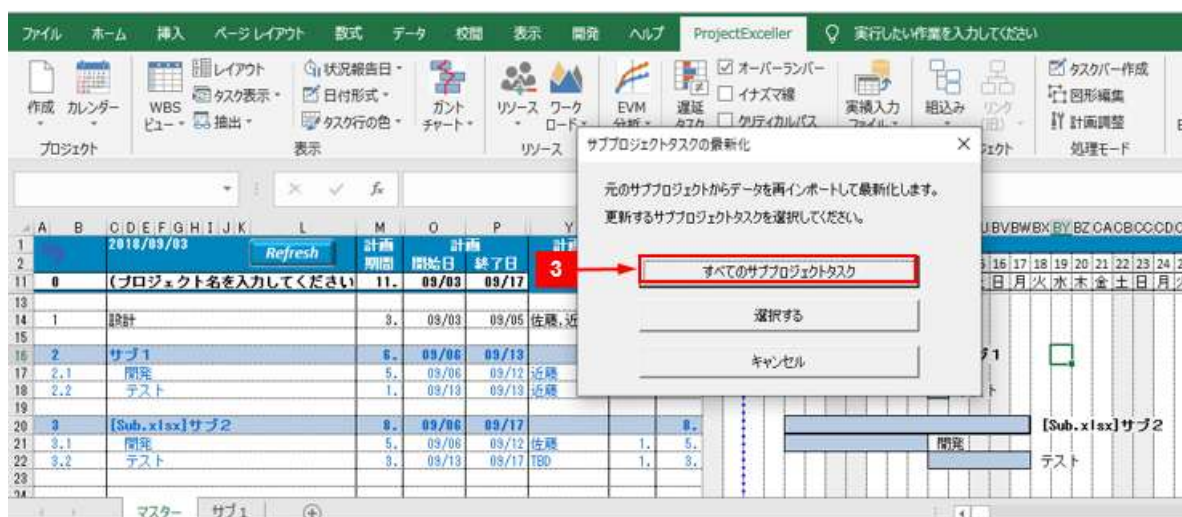 ファイル ホーム 挿入 ページ レイアウト 数式 データ 校閲 表示 開発 ヘルプ ProjectExceller 実行したい作業を入力してください
作成 カレンダー WBS ビュー レイアウト タスク表示 抽出 状況報告日 日付形式 タスク行の色 ガント チャート リソース ワーク ロード EVM 分析 遅延 タスク オーバーランバー イナズマ線 クリティカルパス 実績入力 ファイル 組込み リンク (旧) タスクバー作成 図形編集 計画調整
プロジェクト 表示 リソース 処理モード
サブプロジェクトタスクの最新化
元のサブプロジェクトからデータを再インポートして最新化します。
更新するサブプロジェクトタスクを選択してください。
3
すべてのサブプロジェクトタスク
選択する
キャンセル
fx
A B C D E F G H I J K L M O P Y
1 2018/09/03 Refresh 計画 計画
2 期間 開始日 終了日
11 0 (プロジェクト名を入力してください 11. 09/03 09/17
16 17 18 19 20 21 22 23 24
日 月 火 水 木 金 土 日 月
13
14 1 設計 3. 09/03 09/05 佐藤,近
15
16 2 サブ1 6. 09/06 09/13
17 2.1 開発 5. 09/06 09/12 近藤
18 2.2 テスト 1. 09/13 09/13 近藤
19
20 3 [Sub.xlsx]サブ2 8. 09/06 09/17 8. [Sub.xlsx]サブ2
21 3.1 開発 5. 09/06 09/12 佐藤 1. 5. 開発
22 3.2 テスト 3. 09/13 09/17 TBD 1. 3. テスト
23
24
マスター サブ1